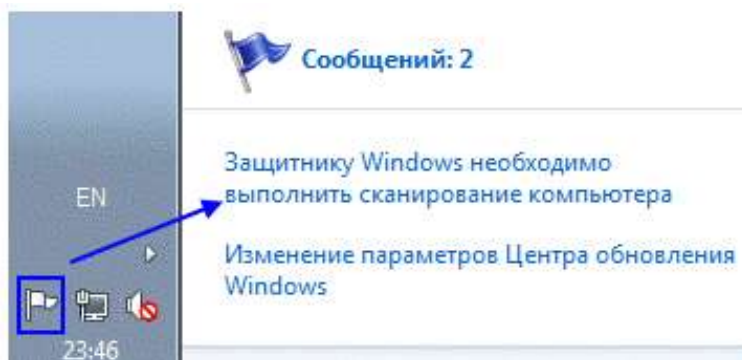 Сообщений: 2
Защитнику Windows необходимо
выполнить сканирование компьютера
Изменение параметров Центра обновления
Windows
EN
23:46